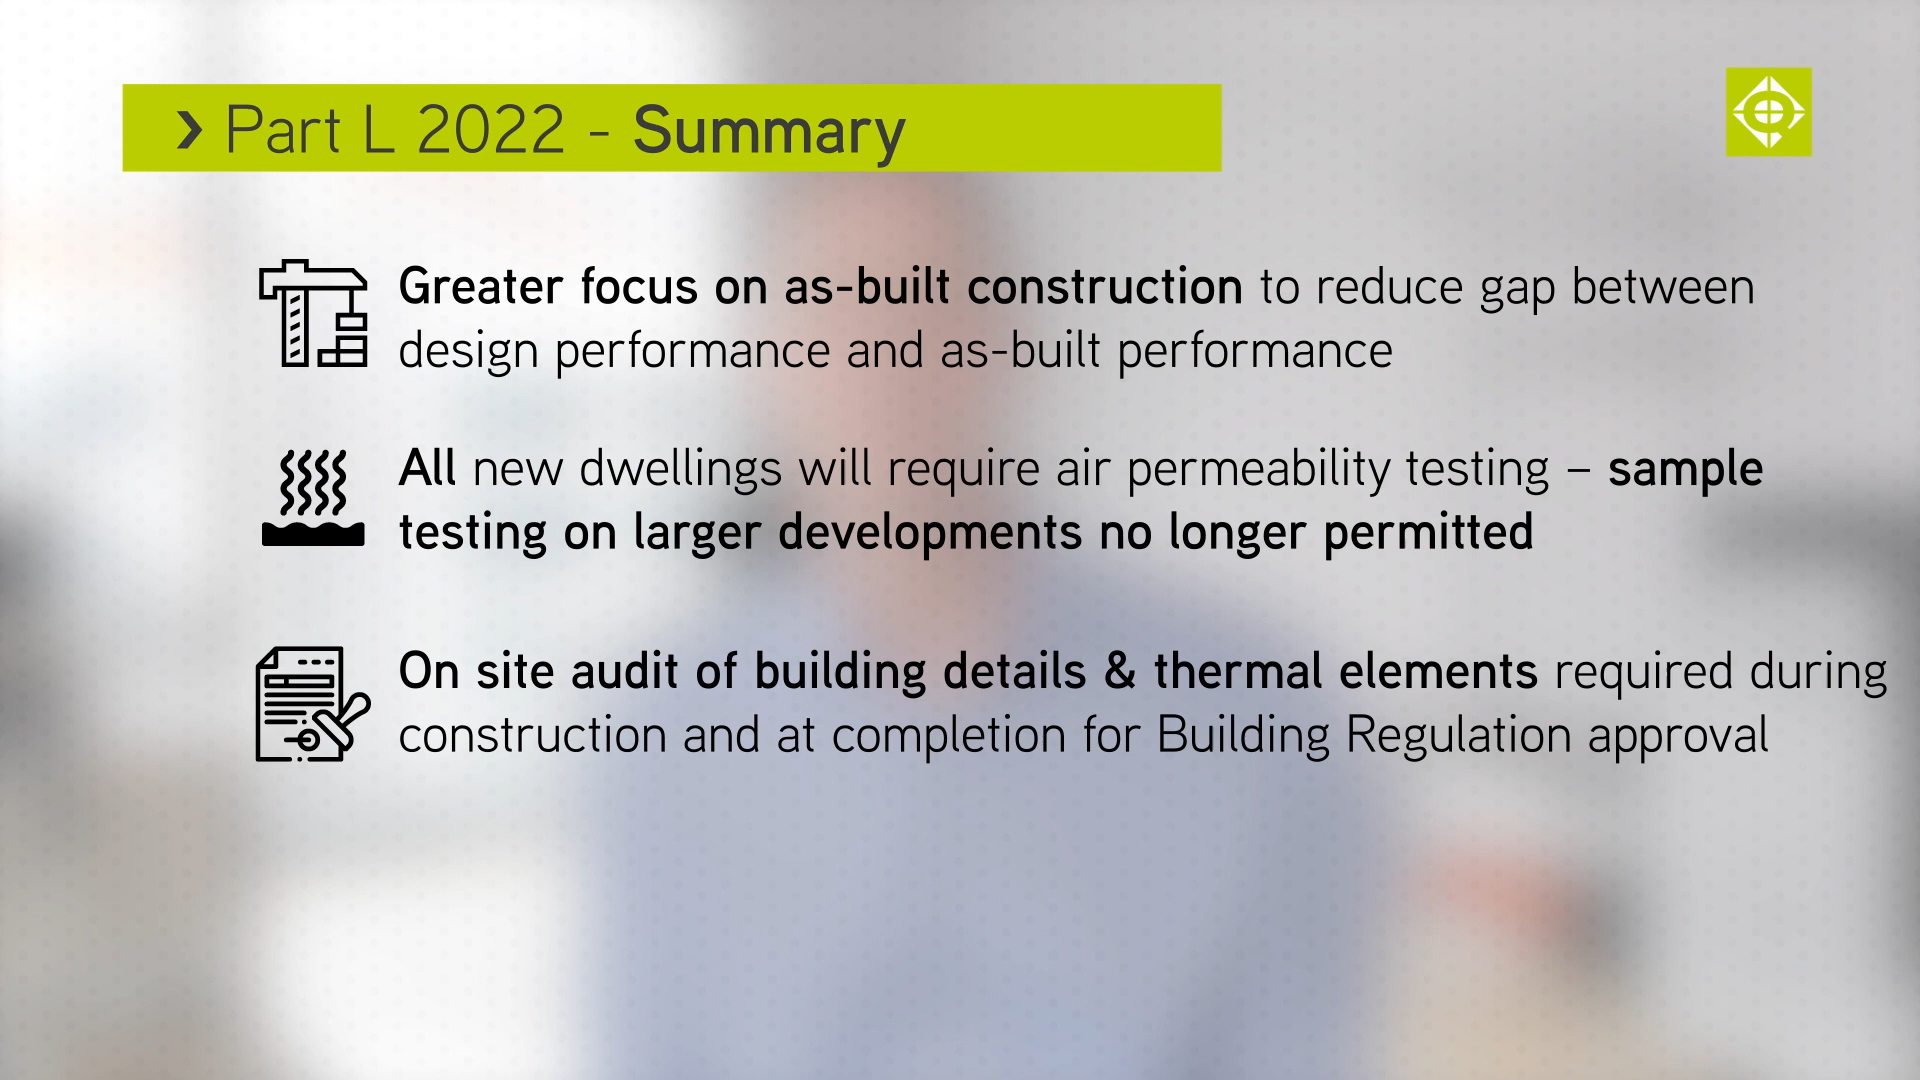 Part L 2022 - Summary
Greater focus on as-built construction to reduce gap between
design performance and as-built performance
All new dwellings will require air permeability testing – sample
testing on larger developments no longer permitted
On site audit of building details & thermal elements required during
construction and at completion for Building Regulation approval